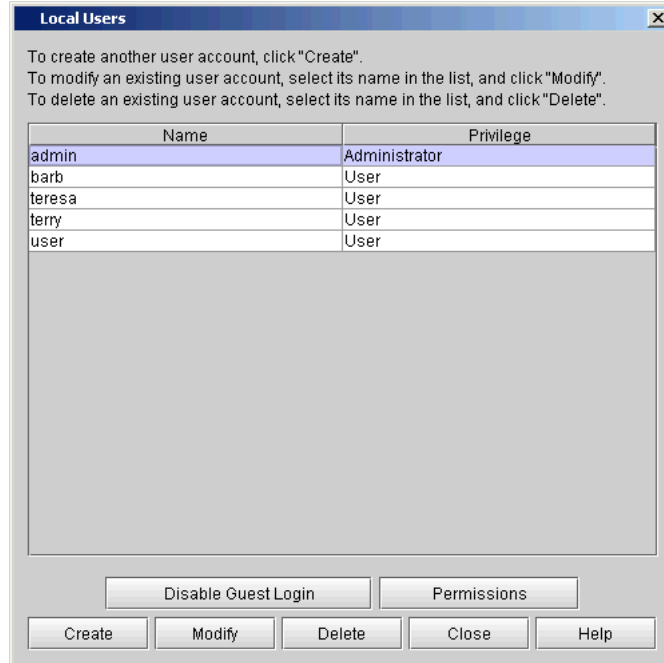 Local Users
To create another user account, click "Create".
To modify an existing user account, select its name in the list, and click "Modify".
To delete an existing user account, select its name in the list, and click "Delete".
Name Privilege
admin Administrator
barb User
teresa User
terry User
user User
Disable Guest Login Permissions
Create Modify Delete Close Help